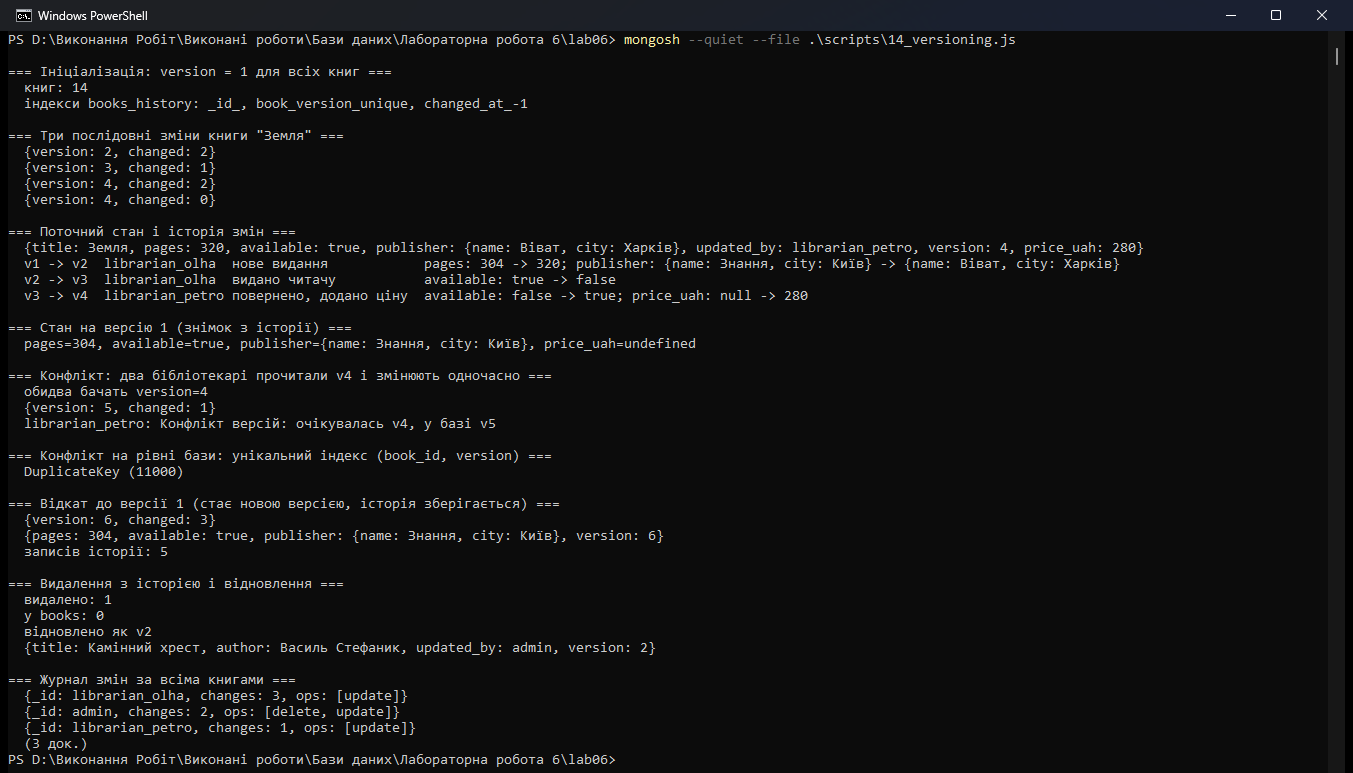 Windows PowerShell
PS D:\Виконання Робіт\Виконані роботи\Бази даних\Лабораторна робота 6\lab06> mongosh --quiet --file .\scripts\14_versioning.js
=== Ініціалізація: version = 1 для всіх книг ===
книг: 14
індекси books_history: _id_, book_version_unique, changed_at_-1
=== Три послідовні зміни книги "Земля" ===
{version: 2, changed: 2}
{version: 3, changed: 1}
{version: 4, changed: 2}
{version: 4, changed: 0}
=== Поточний стан і історія змін ===
{title: Земля, pages: 320, available: true, publisher: {name: Віват, city: Харків}, updated_by: librarian_petro, version: 4, price_uah: 280}
v1 -> v2  librarian_olha  нове видання            pages: 304 -> 320; publisher: {name: Знання, city: Київ} -> {name: Віват, city: Харків}
v2 -> v3  librarian_olha  видано читачу           available: true -> false
v3 -> v4  librarian_petro повернено, додано ціну  available: false -> true; price_uah: null -> 280
=== Стан на версію 1 (знімок з історії) ===
pages=304, available=true, publisher={name: Знання, city: Київ}, price_uah=undefined
=== Конфлікт: два бібліотекарі прочитали v4 і змінюють одночасно ===
обидва бачать version=4
{version: 5, changed: 1}
librarian_petro: Конфлікт версій: очікувалась v4, у базі v5
=== Конфлікт на рівні бази: унікальний індекс (book_id, version) ===
DuplicateKey (11000)
=== Відкат до версії 1 (стає новою версією, історія зберігається) ===
{version: 6, changed: 3}
{pages: 304, available: true, publisher: {name: Знання, city: Київ}, version: 6}
записів історії: 5
=== Видалення з історією і відновлення ===
видалено: 1
у books: 0
відновлено як v2
{title: Камінний хрест, author: Василь Стефаник, updated_by: admin, version: 2}
=== Журнал змін за всіма книгами ===
{_id: librarian_olha, changes: 3, ops: [update]}
{_id: admin, changes: 2, ops: [delete, update]}
{_id: librarian_petro, changes: 1, ops: [update]}
(3 док.)
PS D:\Виконання Робіт\Виконані роботи\Бази даних\Лабораторна робота 6\lab06>